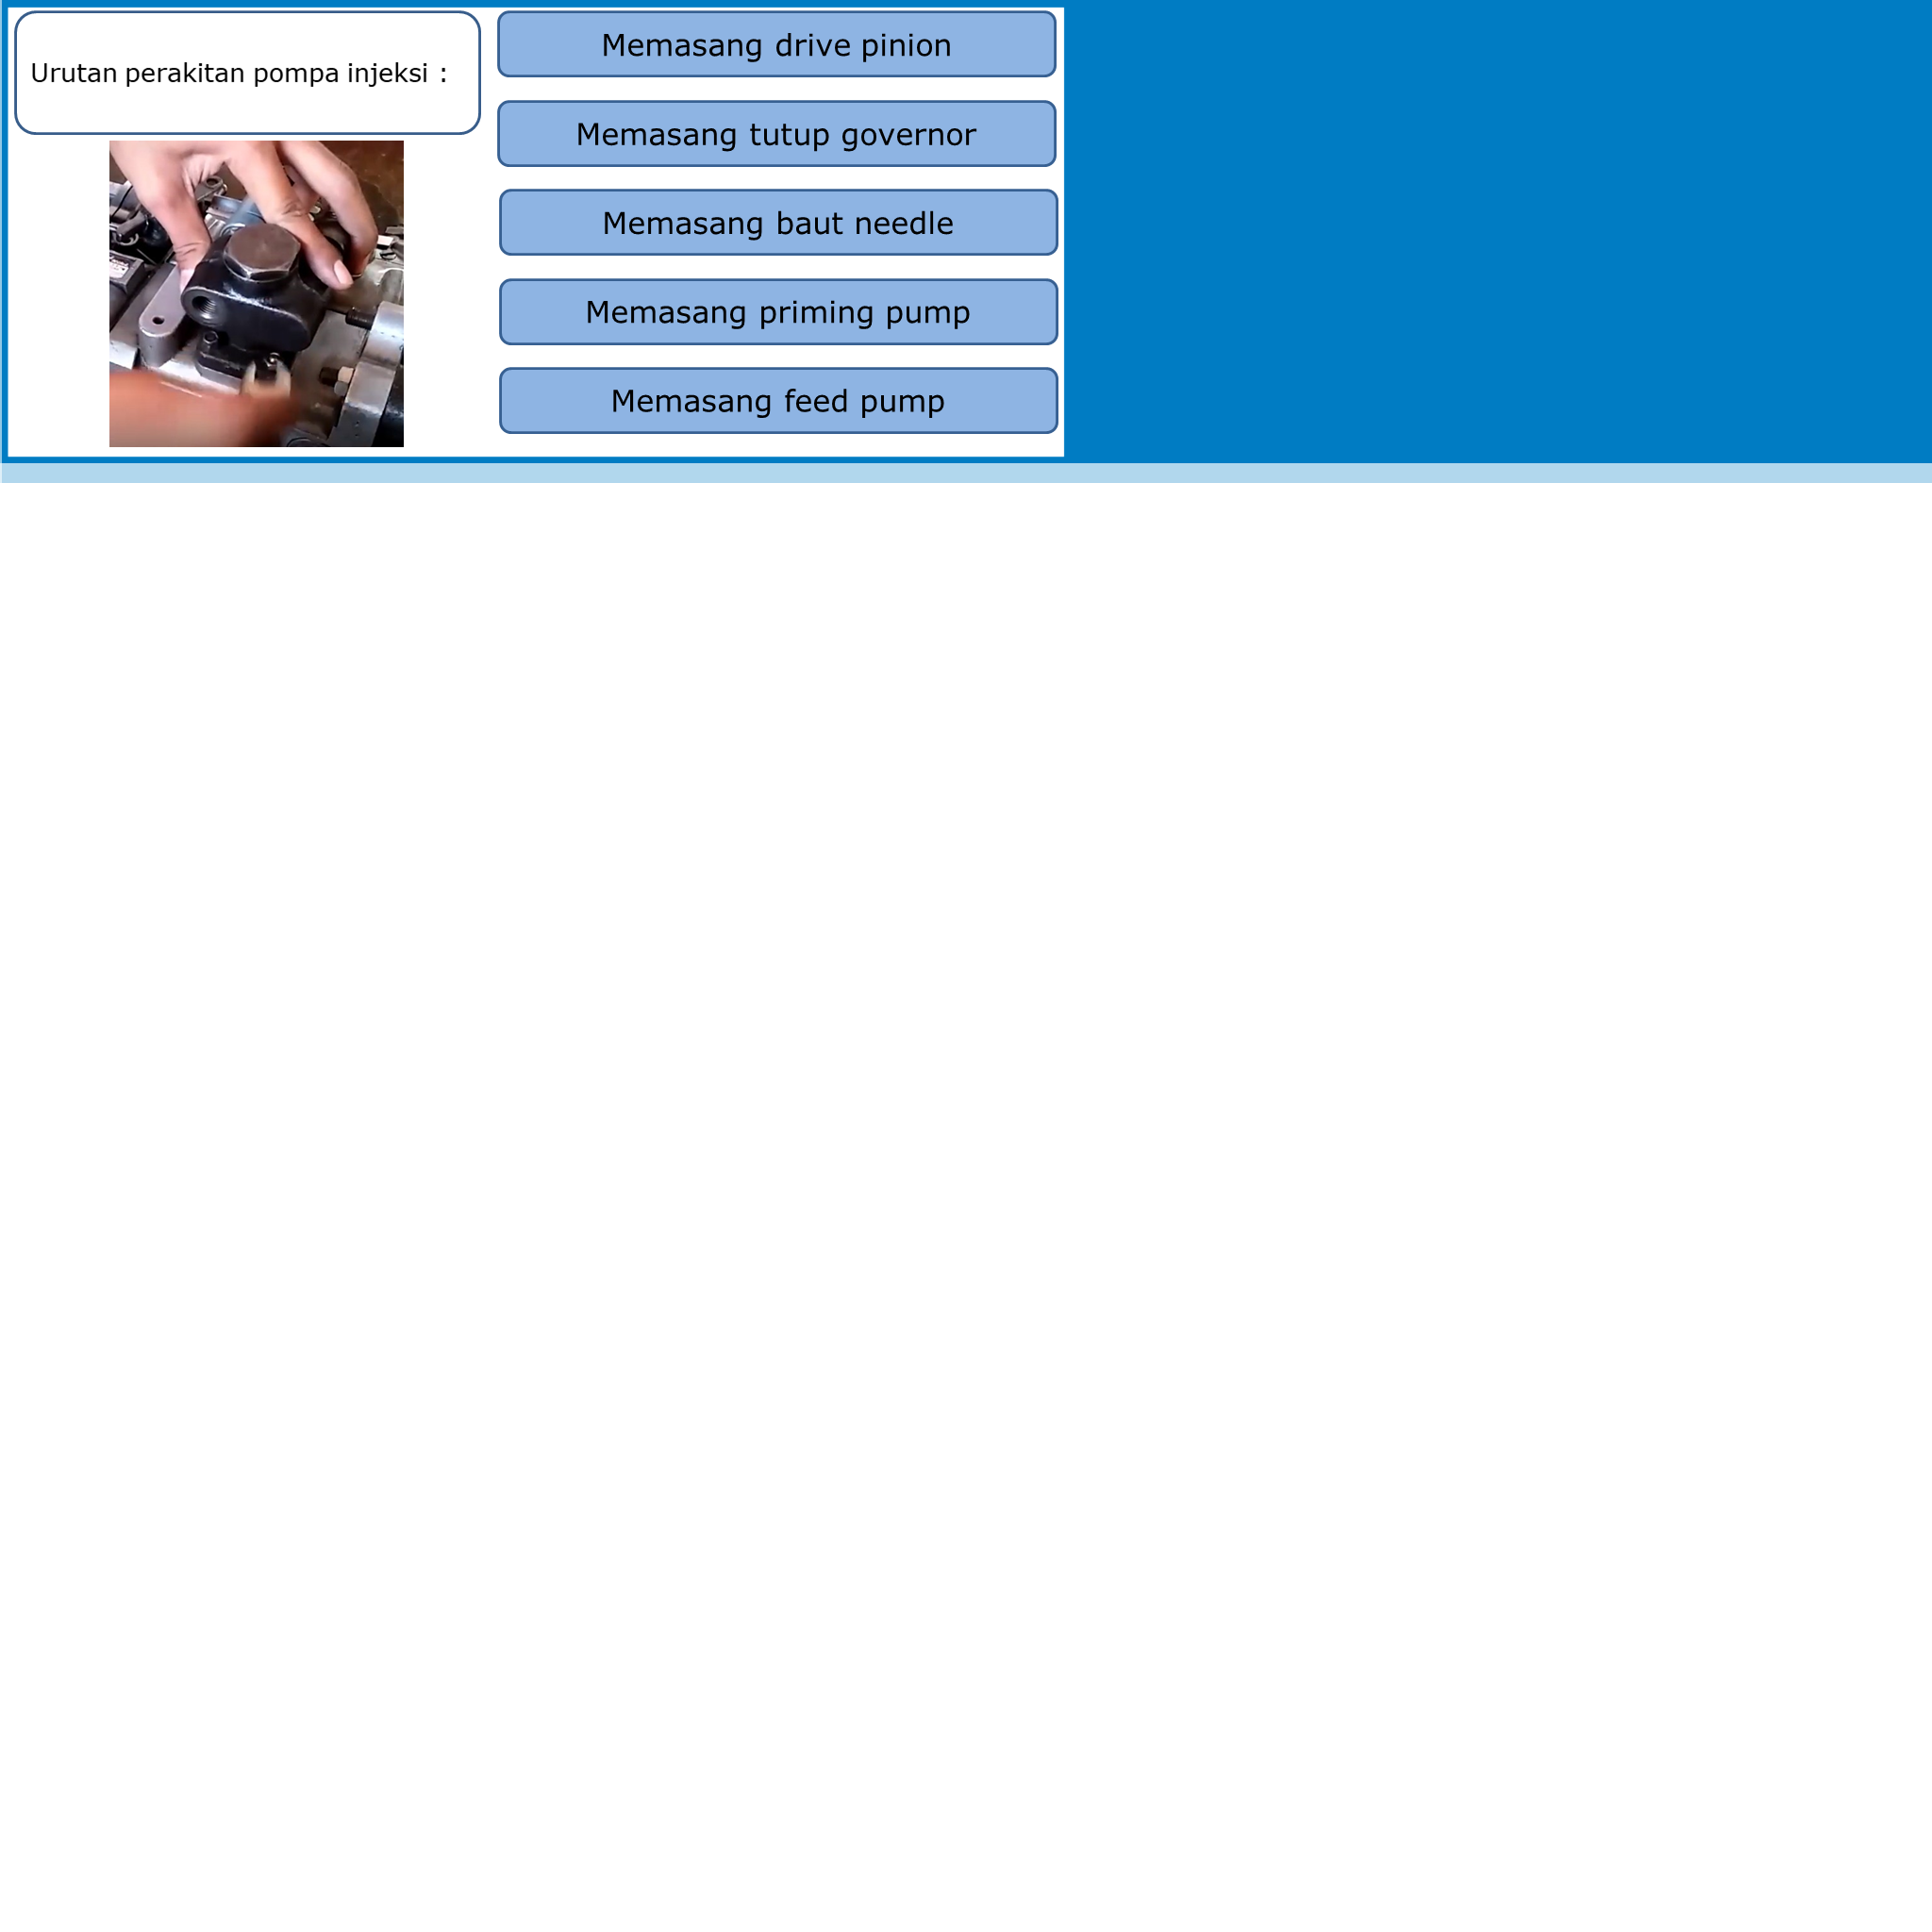 Urutan perakitan pompa injeksi :
Memasang drive pinion
Memasang tutup governor
Memasang baut needle
Memasang priming pump
Memasang feed pump